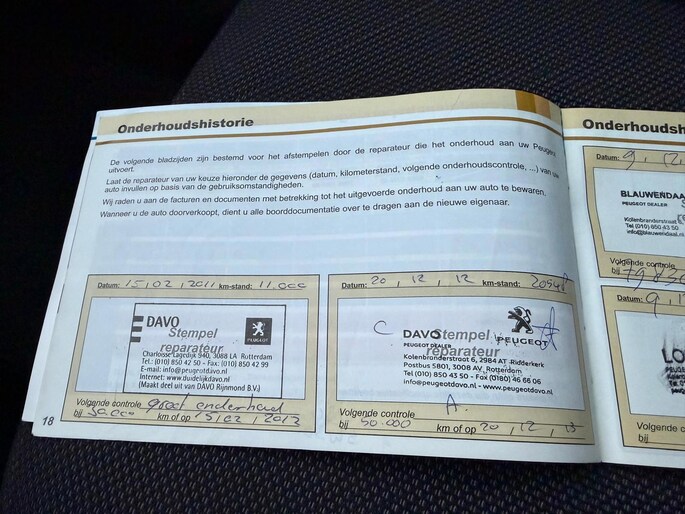 Onderhoudshistorie
De volgende bladzijden zijn bestemd voor het afstempelen door de reparateur die het onderhoud aan uw Peugeot
uitvoert.
Laat de reparateur van uw keuze hieronder de gegevens (datum, kilometerstand, volgende onderhoudscontrole, ...) van uw
auto invullen op basis van de gebruiksomstandigheden.
Wij raden u aan de facturen en documenten met betrekking tot het uitgevoerde onderhoud aan uw auto te bewaren.
Wanneer u de auto doorverkoopt, dient u alle boorddocumentatie over te dragen aan de nieuwe eigenaar.
Datum: 15, 02, 2011 km-stand: 11.000
DAVO
Stempel
reparateur
PEUGEOT
Charloisse Lagedijk 940, 3088 LA Rotterdam
Tel.: (010) 850 42 50 - Fax: (010) 850 42 99
E-mail: info@peugeotdavo.nl
Internet: www.duidelijkdavo.nl
(Maakt deel uit van DAVO Rijnmond B.V.)
Volgende controle groot onderhoud
bij km of op 15, 02, 2013
18
Datum: 20, 12, 12 km-stand:
C
DAVO
Stempel
reparateur
PEUGEOT
PEUGEOT DEALER
Kolenbranderstraat 6, 2984 AT Ridderkerk
Postbus 5801, 3008 AV Rotterdam
Tel (010) 850 43 50 - Fax (0180) 46 66 06
info@peugeotdavo.nl - www.peugeotdavo.nl
A.
Volgende controle
bij 50.000 km of op 20, 12, 13
Onderhoudsh
Datum: 9, 12,
BLAUWENDAA
PEUGEOT DEALER
Kolenbranderstraat
Tel (010) 850 43 50
info@blauwendaal.nl
Volgende controle
bij
Datum: 9, 1
LO
Volgende controle
bij